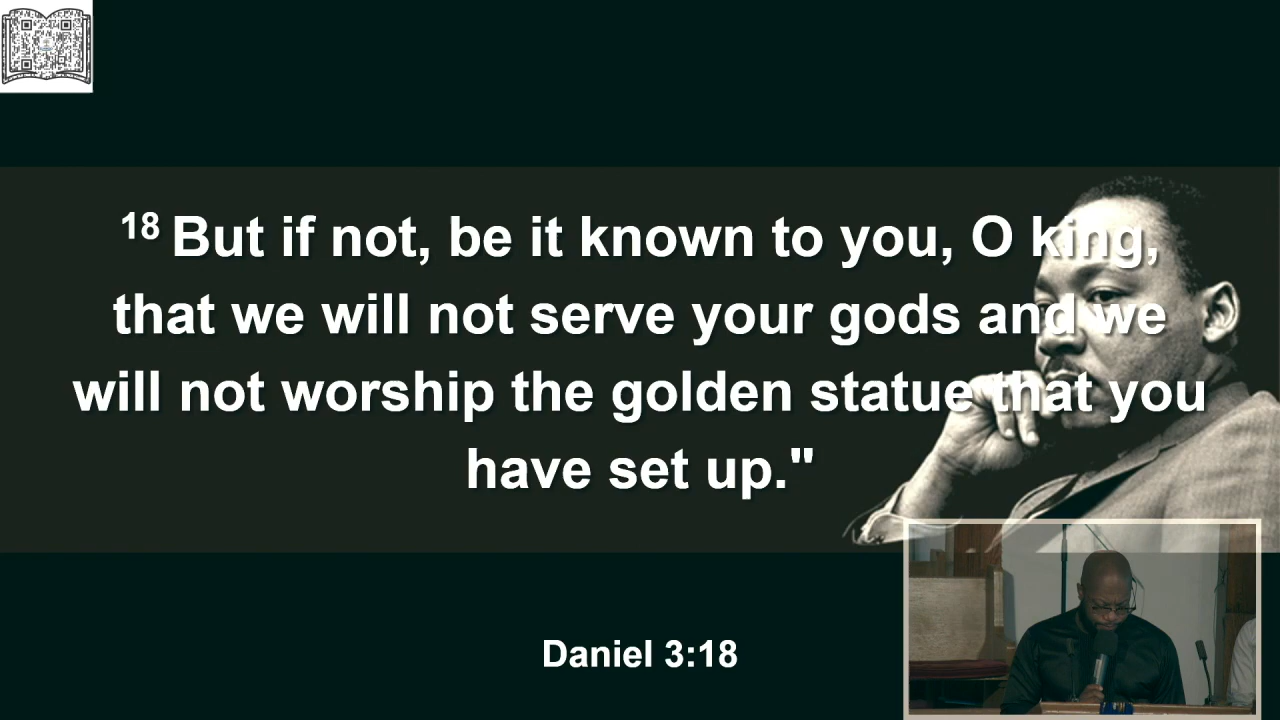 18 But if not, be it known to you, O king,
that we will not serve your gods and we
will not worship the golden statue that you
have set up."
Daniel 3:18